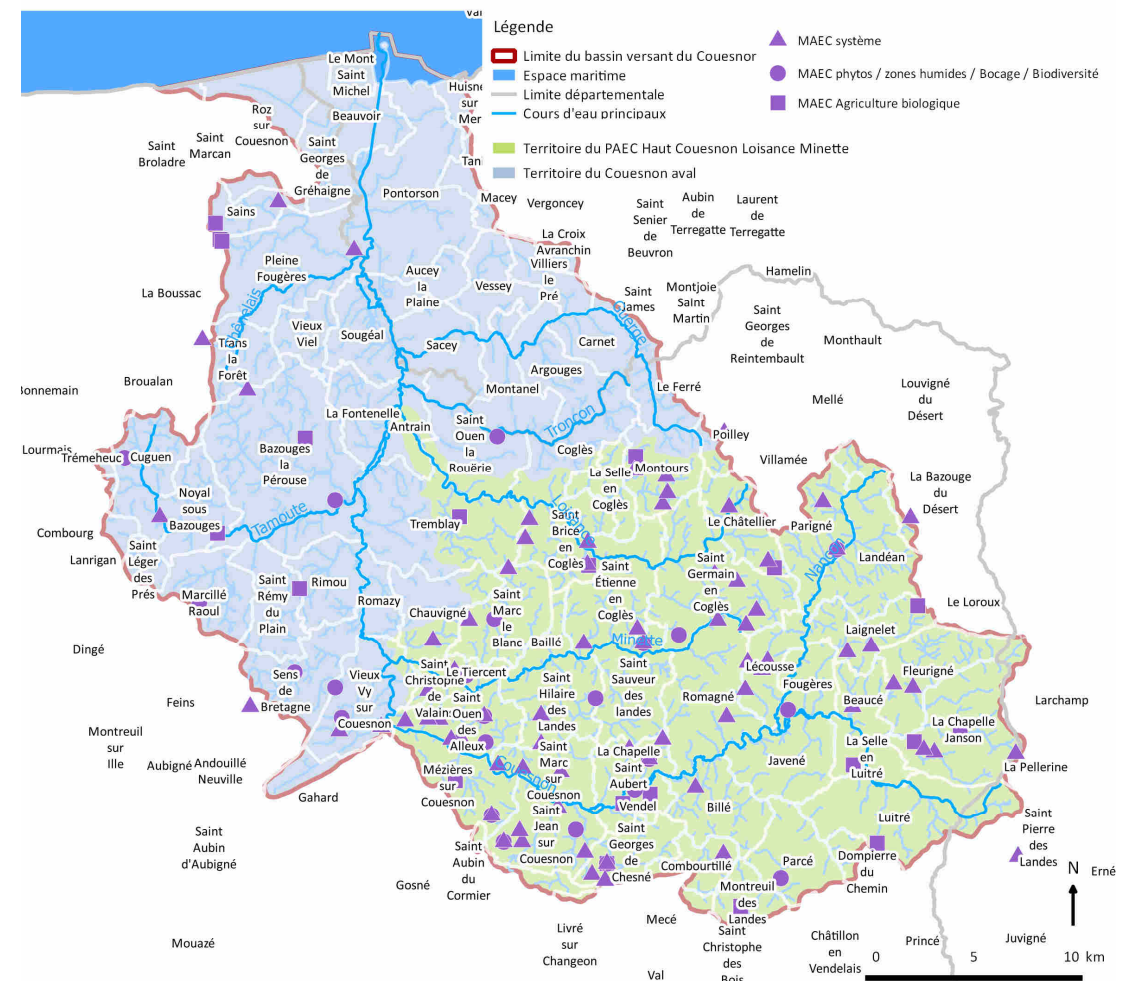 Légende
Limite du bassin versant du Couesnon
Espace maritime
Limite départementale
Cours d'eau principaux
Territoire du PAEC Haut Couesnon Loisance Minette
Territoire du Couesnon aval
MAEC système
MAEC phytos / zones humides / Bocage / Biodiversité
MAEC Agriculture biologique
Le Mont
Saint
Michel
Beauvoir
Huisne
sur
Mer
Roz
sur
Couesnon
Saint
Marcan
Saint
Broladre
Saint
Georges
de
Gréhaigne
Pontorson
Macey
Vergoncey
Sains
La Croix
Avranchin
Villiers
le
Pré
Saint
Senier
de
Beuvron
Aubin
de
Terregatte
Laurent
de
Terregatte
Pleine
Fougères
Aucey
la
Plaine
Vessey
La Boussac
Hamelin
Montjoie
Saint
Martin
Saint
James
Guerge
Saint
Georges
de
Reintembault
Monthault
Vieux
Viel
Sougéal
Sacey
Carnet
Trans
la
Forêt
Argouges
Montanel
Le Ferré
Broualan
Louvigné
du
Désert
Mellé
La Fontenelle
Antrain
Saint
Ouen
la
Rouërie
Tronçon
Coglès
Poilley
Villamée
Trémeheuc
Cuguen
Bazouges
la
Pérouse
La Selle
en
Coglès
Montours
La Bazouge
du
Désert
Noyal
sous
Bazouges
Tamoute
Tremblay
Loisance
Saint
Brice
en
Coglès
Le Châtellier
Parigné
Landéan
Nançon
Combourg
Lanrigan
Saint
Léger
des
Prés
Marcillé
Raoul
Saint
Rémy
du
Plain
Rimou
Romazy
Chauvigné
Saint
Marc
le
Blanc
Baillé
Saint
Étienne
en
Coglès
Saint
Germain
en
Coglès
Le Loroux
Laignelet
Minette
Dingé
Saint
Christophe
de
Valains
Le Tiercent
Saint
Ouen
des
Alleux
Saint
Hilaire
des
Landes
Saint
Sauveur
des
landes
Lécousse
Romagné
Fougères
Beaucé
Fleurigné
Larchamp
Feins
Sens
de
Bretagne
Vieux
Vy
sur
Couesnon
Montreuil
sur
Ille
Aubigné
Andouillé
Neuville
Gahard
Mézières
sur
Couesnon
Couesnon
Saint
Marc
sur
Couesnon
La Chapelle
Saint
Aubert
Vendel
Javené
Billé
La Selle
en
Luitré
La Chapelle
Janson
La Pellerine
Luitré
Saint
Pierre
des
Landes
Erné
Saint
Aubin
d'Aubigné
Saint
Aubin
du
Cormier
Gosné
Saint
Jean
sur
Couesnon
Saint
Georges
de
Chesné
Combourtillé
Parcé
Dompierre
du
Chemin
Montreuil
des
Landes
Mecé
Mouazé
Livré
sur
Changeon
Val
Saint
Christophe
des
Bois
Châtillon
en
Vendelais
Princé
Juvigné
N
0 5 10 km